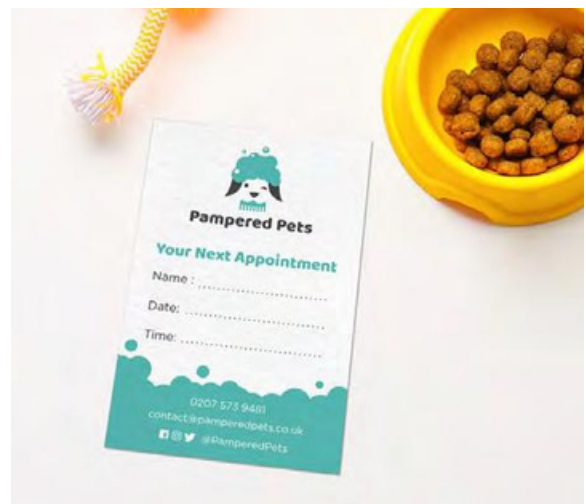 Pampered Pets
Your Next Appointment
Name : ........................
Date: ........................
Time: ........................
0207 573 9481
contact@pamperedpets.co.uk
@PamperedPets